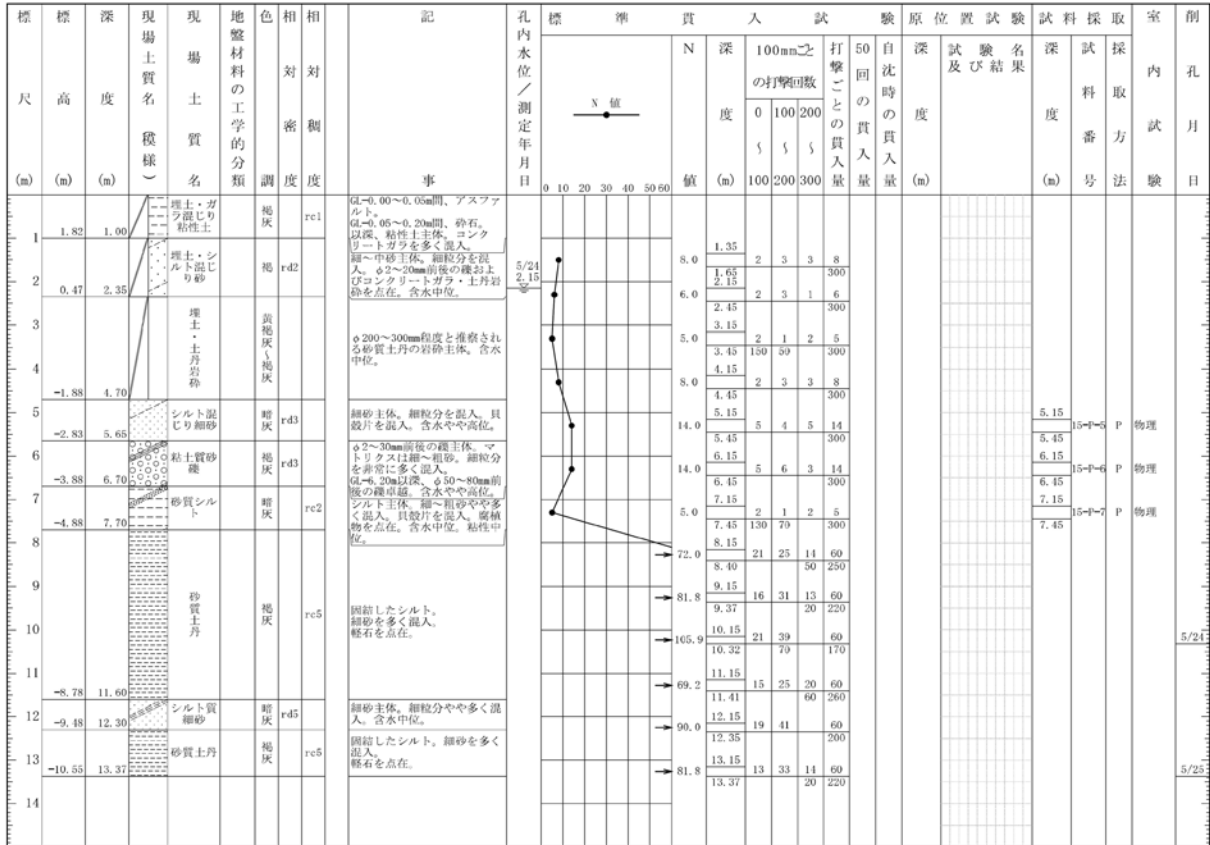 標尺 (m)
標高 (m)
深度 (m)
現場土質名(模様)
現場土質名
地盤材料の工学的分類
色調
相対密度
相対稠度
記事
孔内水位/測定年月日
標準貫入試験
N 値
0 10 20 30 40 50 60
N値
深度 (m)
100mmごとの打撃回数
0 〜 100
100 〜 200
200 〜 300
打撃ごとの貫入量
50回の貫入量
自沈時の貫入量
原位置試験
深度 (m)
試験名及び結果
試料採取
深度 (m)
試料番号
採取方法
室内試験
削孔月日
1.82 1.00
埋土・ガラ混じり粘性土
褐灰 rc1
GL-0.00〜0.05m間、アスファルト。
GL-0.05〜0.20m間、砕石。
以深、粘性土主体。コンクリートガラを多く混入。
1
0.47 2.35
埋土・シルト混じり砂
褐 rd2
細〜中砂主体。細粒分を混入。φ2〜20mm前後の礫およびコンクリートガラ・土丹岩砕を点在。含水中位。
5/24
2.15
8.0 1.35 2 3 3 8
1.65 300
2
6.0 2.15 2 3 1 6
2.45 300
-1.88 4.70
埋土・土丹岩砕
黄褐灰〜褐灰
φ200〜300mm程度と推察される砂質土丹の岩砕主体。含水中位。
3
5.0 3.15 2 1 2 5
3.45 150 50 300
4
8.0 4.15 2 3 3 8
4.45 300
-2.83 5.65
シルト混じり細砂
暗灰 rd3
細砂主体。細粒分を混入。貝殻片を混入。含水やや高位。
5
14.0 5.15 5 4 5 14
5.45 300
5.15 15-P-5 P 物理
5.45
-3.88 6.70
粘土質砂礫
褐灰 rd3
φ2〜30mm前後の礫主体。マトリクスは細〜粗砂。細粒分を非常に多く混入。
GL-6.20m以深、φ50〜80mm前後の礫卓越。含水やや高位。
6
14.0 6.15 5 6 3 14
6.45 300
6.15 15-P-6 P 物理
6.45
-4.88 7.70
砂質シルト
暗灰 rc2
シルト主体。細〜粗砂やや多く混入。貝殻片を混入。腐植物を点在。含水中位。粘性中位。
7
5.0 7.15 2 1 2 5
7.45 130 70 300
7.15 15-P-7 P 物理
7.45
8
72.0 8.15 21 25 14 60
8.40 50 250
-8.78 11.60
砂質土丹
褐灰 rc5
固結したシルト。
細砂を多く混入。
軽石を点在。
9
81.8 9.15 16 31 13 60
9.37 20 220
10
105.9 10.15 21 39 60
10.32 70 170
5/24
11
69.2 11.15 15 25 20 60
11.41 60 260
-9.48 12.30
シルト質細砂
暗灰 rd5
細砂主体。細粒分やや多く混入。含水中位。
12
90.0 12.15 19 41 60
12.35 200
-10.55 13.37
砂質土丹
褐灰 rc5
固結したシルト。細砂を多く混入。
軽石を点在。
13
81.8 13.15 13 33 14 60
13.37 20 220
5/25
14